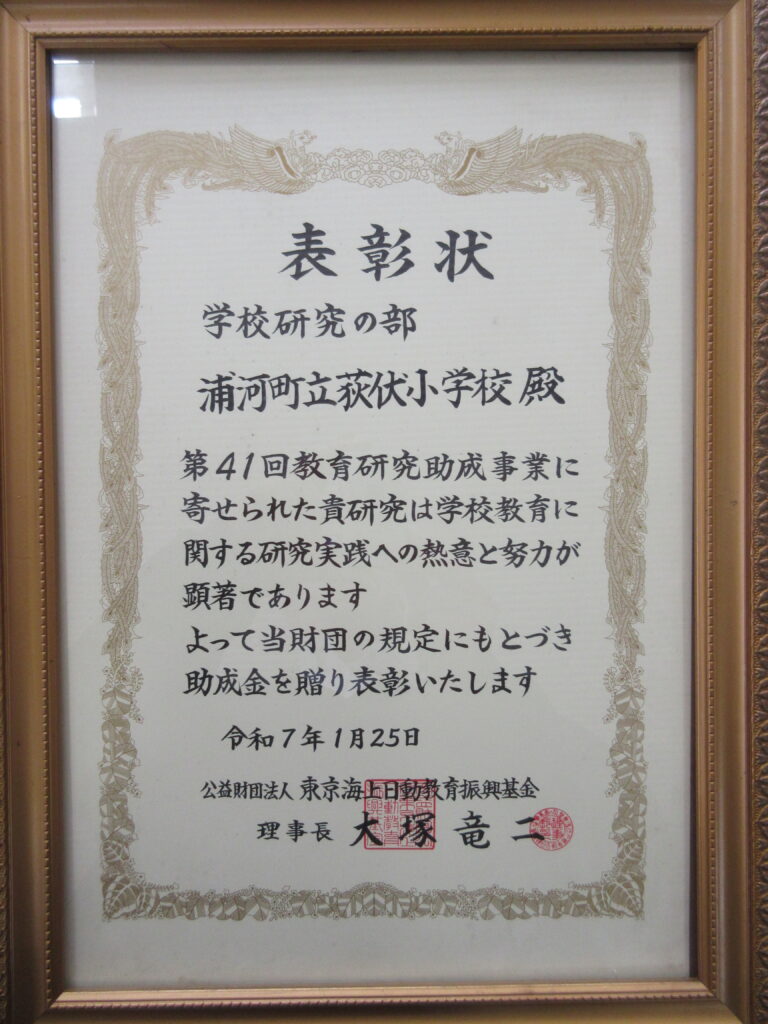 表彰状
学校研究の部
浦河町立荻伏小学校 殿
第41回教育研究助成事業に
寄せられた貴研究は学校教育に
関する研究実践への熱意と努力が
顕著であります
よって当財団の規定にもとづき
助成金を贈り表彰いたします
令和7年1月25日
公益財団法人 東京海上日動教育振興基金
理事長 大塚竜二